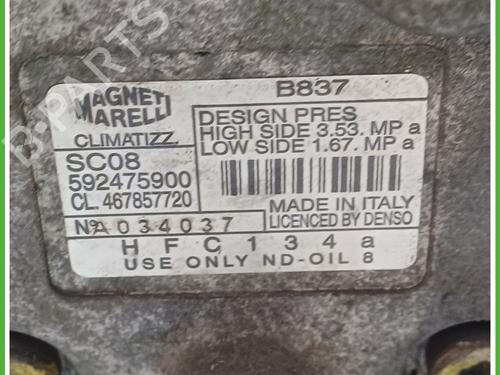 B-PARTS
MAGNETI MARELLI
CLIMATIZZ.
SC08
592475900
CL. 467857720
Nº A034037
B837
DESIGN PRES
HIGH SIDE 3.53. MP a
LOW SIDE 1.67. MP a
MADE IN ITALY
LICENCED BY DENSO
HFC134a
USE ONLY ND-OIL 8